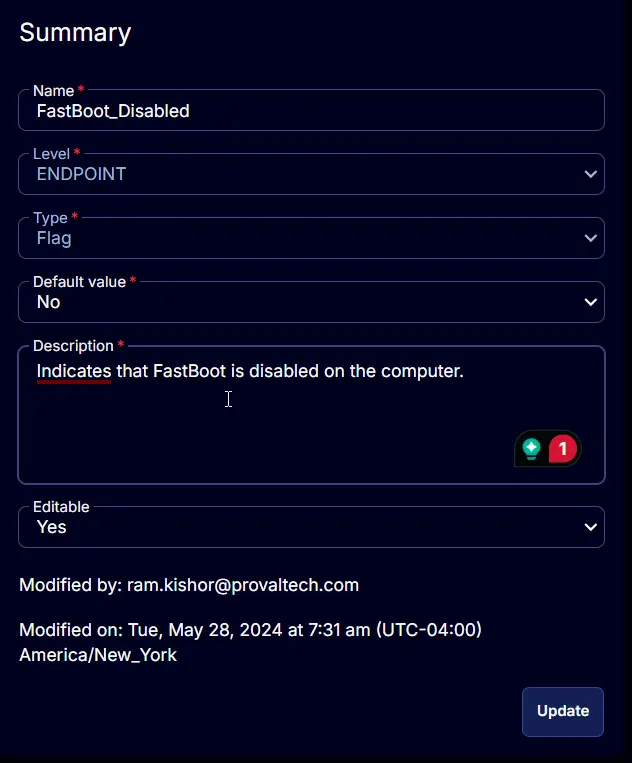 Summary
Name *
FastBoot_Disabled
Level *
ENDPOINT
Type *
Flag
Default value *
No
Description *
Indicates that FastBoot is disabled on the computer.
1
Editable
Yes
Modified by: ram.kishor@provaltech.com
Modified on: Tue, May 28, 2024 at 7:31 am (UTC-04:00)
America/New_York
Update